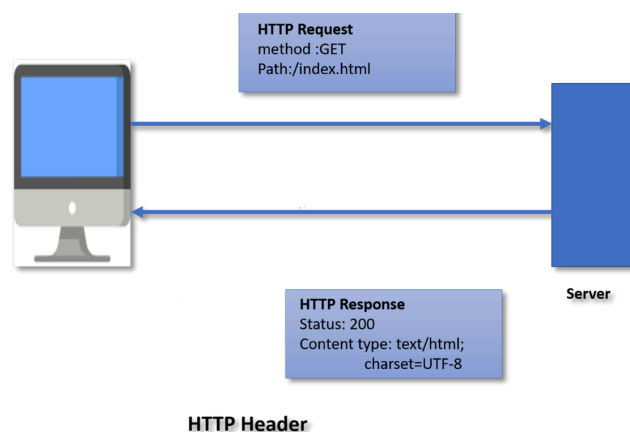 HTTP Request
method :GET
Path:/index.html
Server
HTTP Response
Status: 200
Content type: text/html;
charset=UTF-8
HTTP Header